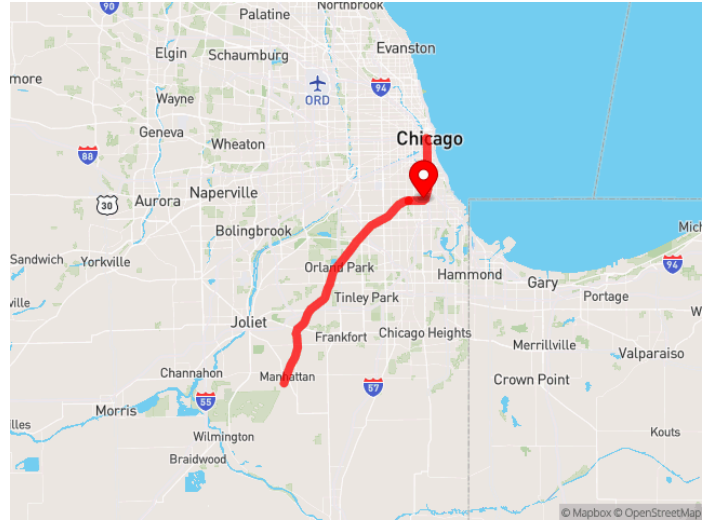 90
Palatine
Northbrook
Elgin
Schaumburg
Evanston
more
ORD
94
Wayne
Chicago
Geneva
Wheaton
88
Naperville
30
Aurora
Bolingbrook
Mich
Sandwich
Yorkville
Orland Park
Hammond
94
Gary
ville
Tinley Park
Portage
Joliet
W
Frankfort
Chicago Heights
Merrillville
Valparaiso
Channahon
Manhattan
57
Crown Point
55
Morris
lles
Wilmington
Kouts
Braidwood
© Mapbox © OpenStreetMap